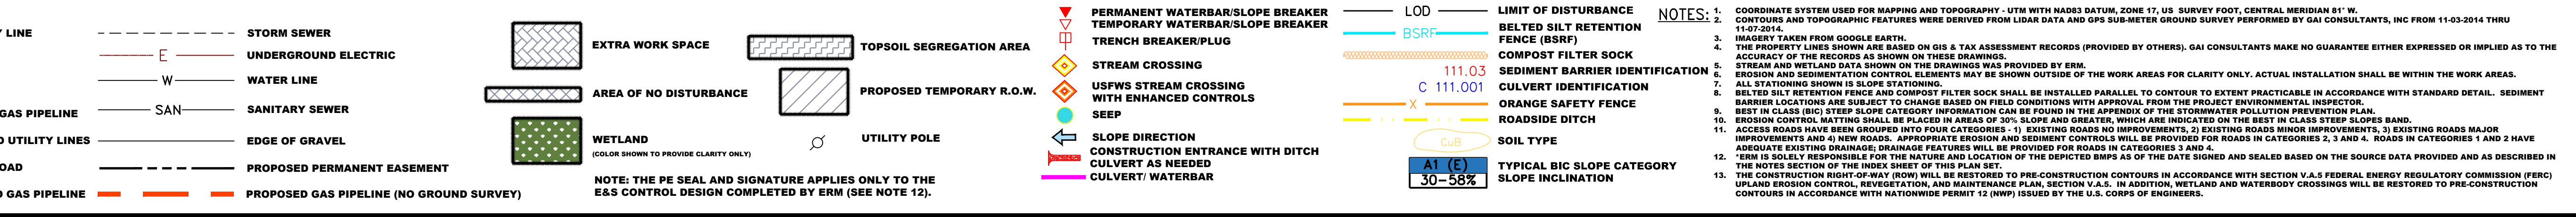 Y LINE
GAS PIPELINE
D UTILITY LINES
OAD
D GAS PIPELINE
STORM SEWER
E UNDERGROUND ELECTRIC
W WATER LINE
SAN SANITARY SEWER
EDGE OF GRAVEL
PROPOSED PERMANENT EASEMENT
PROPOSED GAS PIPELINE (NO GROUND SURVEY)
EXTRA WORK SPACE
AREA OF NO DISTURBANCE
WETLAND
(COLOR SHOWN TO PROVIDE CLARITY ONLY)
TOPSOIL SEGREGATION AREA
PROPOSED TEMPORARY R.O.W.
UTILITY POLE
NOTE: THE PE SEAL AND SIGNATURE APPLIES ONLY TO THE
E&S CONTROL DESIGN COMPLETED BY ERM (SEE NOTE 12).
PERMANENT WATERBAR/SLOPE BREAKER
TEMPORARY WATERBAR/SLOPE BREAKER
TRENCH BREAKER/PLUG
STREAM CROSSING
USFWS STREAM CROSSING
WITH ENHANCED CONTROLS
SEEP
SLOPE DIRECTION
CONSTRUCTION ENTRANCE WITH DITCH
CULVERT AS NEEDED
CULVERT/ WATERBAR
LOD LIMIT OF DISTURBANCE
BSRF BELTED SILT RETENTION
FENCE (BSRF)
COMPOST FILTER SOCK
111.03 SEDIMENT BARRIER IDENTIFICATION
C 111.001 CULVERT IDENTIFICATION
X ORANGE SAFETY FENCE
ROADSIDE DITCH
CuB SOIL TYPE
A1 (E) TYPICAL BIC SLOPE CATEGORY
30-58% SLOPE INCLINATION
NOTES:
1. COORDINATE SYSTEM USED FOR MAPPING AND TOPOGRAPHY - UTM WITH NAD83 DATUM, ZONE 17, US SURVEY FOOT, CENTRAL MERIDIAN 81° W.
2. CONTOURS AND TOPOGRAPHIC FEATURES WERE DERIVED FROM LIDAR DATA AND GPS SUB-METER GROUND SURVEY PERFORMED BY GAI CONSULTANTS, INC FROM 11-03-2014 THRU
11-07-2014.
3. IMAGERY TAKEN FROM GOOGLE EARTH.
4. THE PROPERTY LINES SHOWN ARE BASED ON GIS & TAX ASSESSMENT RECORDS (PROVIDED BY OTHERS). GAI CONSULTANTS MAKE NO GUARANTEE EITHER EXPRESSED OR IMPLIED AS TO THE
ACCURACY OF THE RECORDS AS SHOWN ON THESE DRAWINGS.
5. STREAM AND WETLAND DATA SHOWN ON THE DRAWINGS WAS PROVIDED BY ERM.
6. EROSION AND SEDIMENTATION CONTROL ELEMENTS MAY BE SHOWN OUTSIDE OF THE WORK AREAS FOR CLARITY ONLY. ACTUAL INSTALLATION SHALL BE WITHIN THE WORK AREAS.
7. ALL STATIONING SHOWN IS SLOPE STATIONING.
8. BELTED SILT RETENTION FENCE AND COMPOST FILTER SOCK SHALL BE INSTALLED PARALLEL TO CONTOUR TO EXTENT PRACTICABLE IN ACCORDANCE WITH STANDARD DETAIL. SEDIMENT
BARRIER LOCATIONS ARE SUBJECT TO CHANGE BASED ON FIELD CONDITIONS WITH APPROVAL FROM THE PROJECT ENVIRONMENTAL INSPECTOR.
9. BEST IN CLASS (BIC) STEEP SLOPE CATEGORY INFORMATION CAN BE FOUND IN THE APPENDIX OF THE STORMWATER POLLUTION PREVENTION PLAN.
10. EROSION CONTROL MATTING SHALL BE PLACED IN AREAS OF 30% SLOPE AND GREATER, WHICH ARE INDICATED ON THE BEST IN CLASS STEEP SLOPES BAND.
11. ACCESS ROADS HAVE BEEN GROUPED INTO FOUR CATEGORIES - 1) EXISTING ROADS NO IMPROVEMENTS, 2) EXISTING ROADS MINOR IMPROVEMENTS, 3) EXISTING ROADS MAJOR
IMPROVEMENTS AND 4) NEW ROADS. APPROPRIATE EROSION AND SEDIMENT CONTROLS WILL BE PROVIDED FOR ROADS IN CATEGORIES 2, 3 AND 4. ROADS IN CATEGORIES 1 AND 2 HAVE
ADEQUATE EXISTING DRAINAGE; DRAINAGE FEATURES WILL BE PROVIDED FOR ROADS IN CATEGORIES 3 AND 4.
12. *ERM IS SOLELY RESPONSIBLE FOR THE NATURE AND LOCATION OF THE DEPICTED BMPS AS OF THE DATE SIGNED AND SEALED BASED ON THE SOURCE DATA PROVIDED AND AS DESCRIBED IN
THE NOTES SECTION OF THE INDEX SHEET OF THIS PLAN SET.
13. THE CONSTRUCTION RIGHT-OF-WAY (ROW) WILL BE RESTORED TO PRE-CONSTRUCTION CONTOURS IN ACCORDANCE WITH SECTION V.A.5 FEDERAL ENERGY REGULATORY COMMISSION (FERC)
UPLAND EROSION CONTROL, REVEGETATION, AND MAINTENANCE PLAN, SECTION V.A.5. IN ADDITION, WETLAND AND WATERBODY CROSSINGS WILL BE RESTORED TO PRE-CONSTRUCTION
CONTOURS IN ACCORDANCE WITH NATIONWIDE PERMIT 12 (NWP) ISSUED BY THE U.S. CORPS OF ENGINEERS.